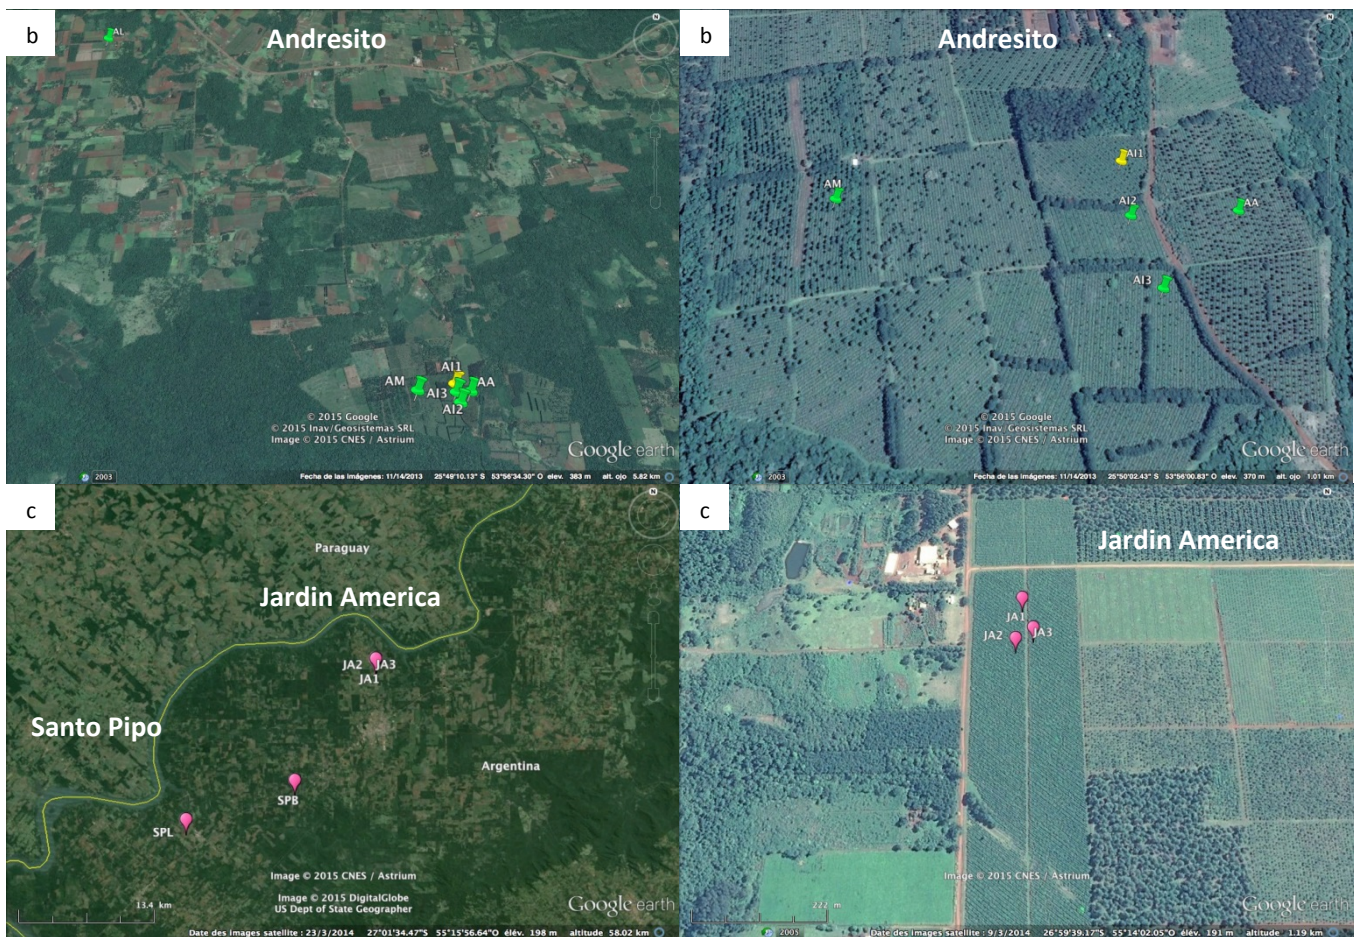 b
Andresito
N
AL
AI1
AM
AI3
AA
AI2
© 2015 Google
© 2015 Inav/Geosistemas SRL
Image © 2015 CNES / Astrium
Google earth
2003
Fecha de las imágenes: 11/14/2013 25°49'10.13" S 53°56'34.30" O elev. 383 m alt. ojo 5.82 km
b
Andresito
N
AI1
AM
AI2
AA
AI3
© 2015 Google
© 2015 Inav/Geosistemas SRL
Image © 2015 CNES / Astrium
Google earth
2003
Fecha de las imágenes: 11/14/2013 25°50'02.43" S 53°56'00.83" O elev. 370 m alt. ojo 1.01 km
c
N
Paraguay
Jardin America
JA2 JA3
JA1
Santo Pipo
Argentina
SPB
SPL
Image © 2015 CNES / Astrium
Image © 2015 DigitalGlobe
US Dept of State Geographer
13.4 km
Google earth
Date des images satellite : 23/3/2014 27°01'34.47"S 55°15'56.64"O élév. 198 m altitude 58.02 km
c
N
Jardin America
JA1
JA2 JA3
Image © 2015 CNES / Astrium
222 m
Google earth
2005
Date des images satellite : 9/3/2014 26°59'39.17"S 55°14'02.05"O élév. 191 m altitude 1.19 km